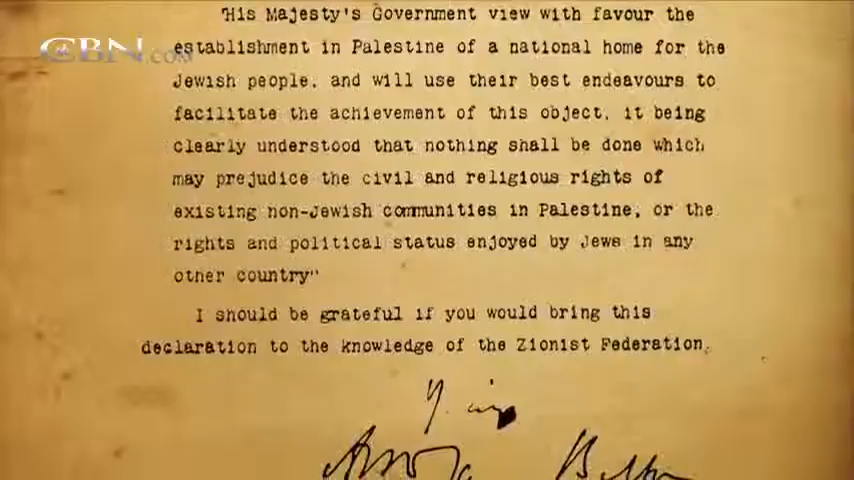 CBN.COM
'His Majesty's Government view with favour the
establishment in Palestine of a national home for the
Jewish people, and will use their best endeavours to
facilitate the achievement of this object, it being
clearly understood that nothing shall be done which
may prejudice the civil and religious rights of
existing non-Jewish communities in Palestine, or the
rights and political status enjoyed by Jews in any
other country"
I should be grateful if you would bring this
declaration to the knowledge of the Zionist Federation.